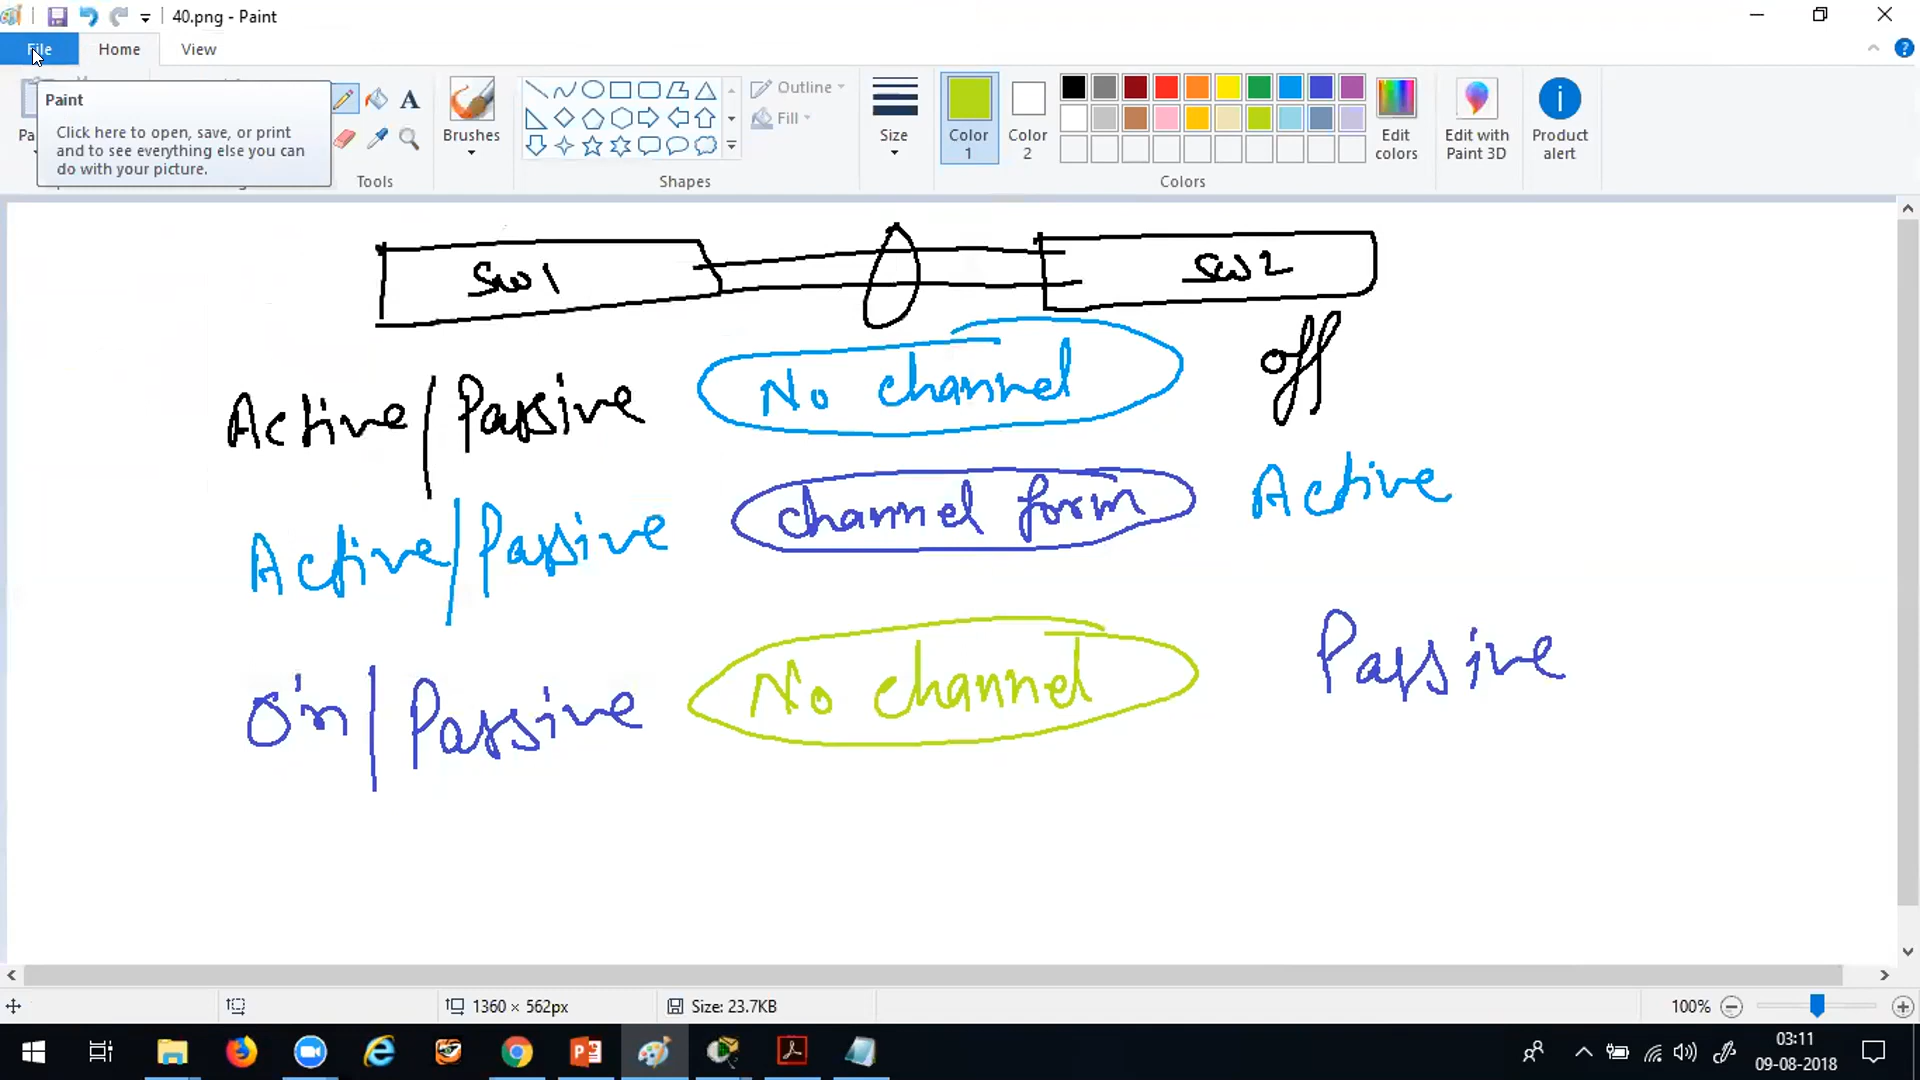 40.png - Paint
File Home View
Paint
Click here to open, save, or print
and to see everything else you can
do with your picture.
Tools
Brushes
Shapes
Outline
Fill
Size
Color
1
Color
2
Edit
colors
Edit with
Paint 3D
Product
alert
Colors
SW1 SW2
Active/Passive No channel off
Active/Passive channel form Active
On/Passive No channel Passive
1360 × 562px Size: 23.7KB 100%
03:11
09-08-2018